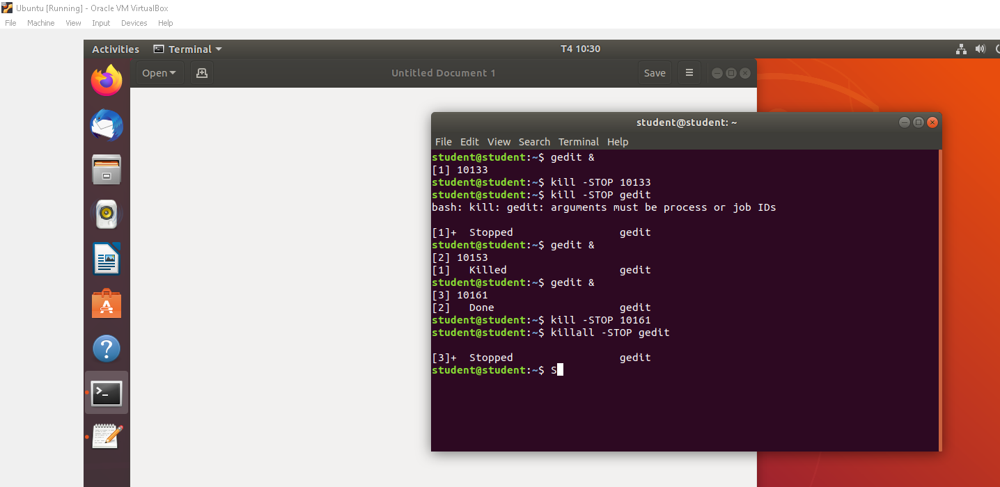 Ubuntu [Running] - Oracle VM VirtualBox
File Machine View Input Devices Help
Activities Terminal T4 10:30
Open Untitled Document 1 Save
student@student: ~
File Edit View Search Terminal Help
student@student:~$ gedit &
[1] 10133
student@student:~$ kill -STOP 10133
student@student:~$ kill -STOP gedit
bash: kill: gedit: arguments must be process or job IDs
[1]+  Stopped                 gedit
student@student:~$ gedit &
[2] 10153
[1]   Killed                  gedit
student@student:~$ gedit &
[3] 10161
[2]   Done                    gedit
student@student:~$ kill -STOP 10161
student@student:~$ killall -STOP gedit
[3]+  Stopped                 gedit
student@student:~$ S